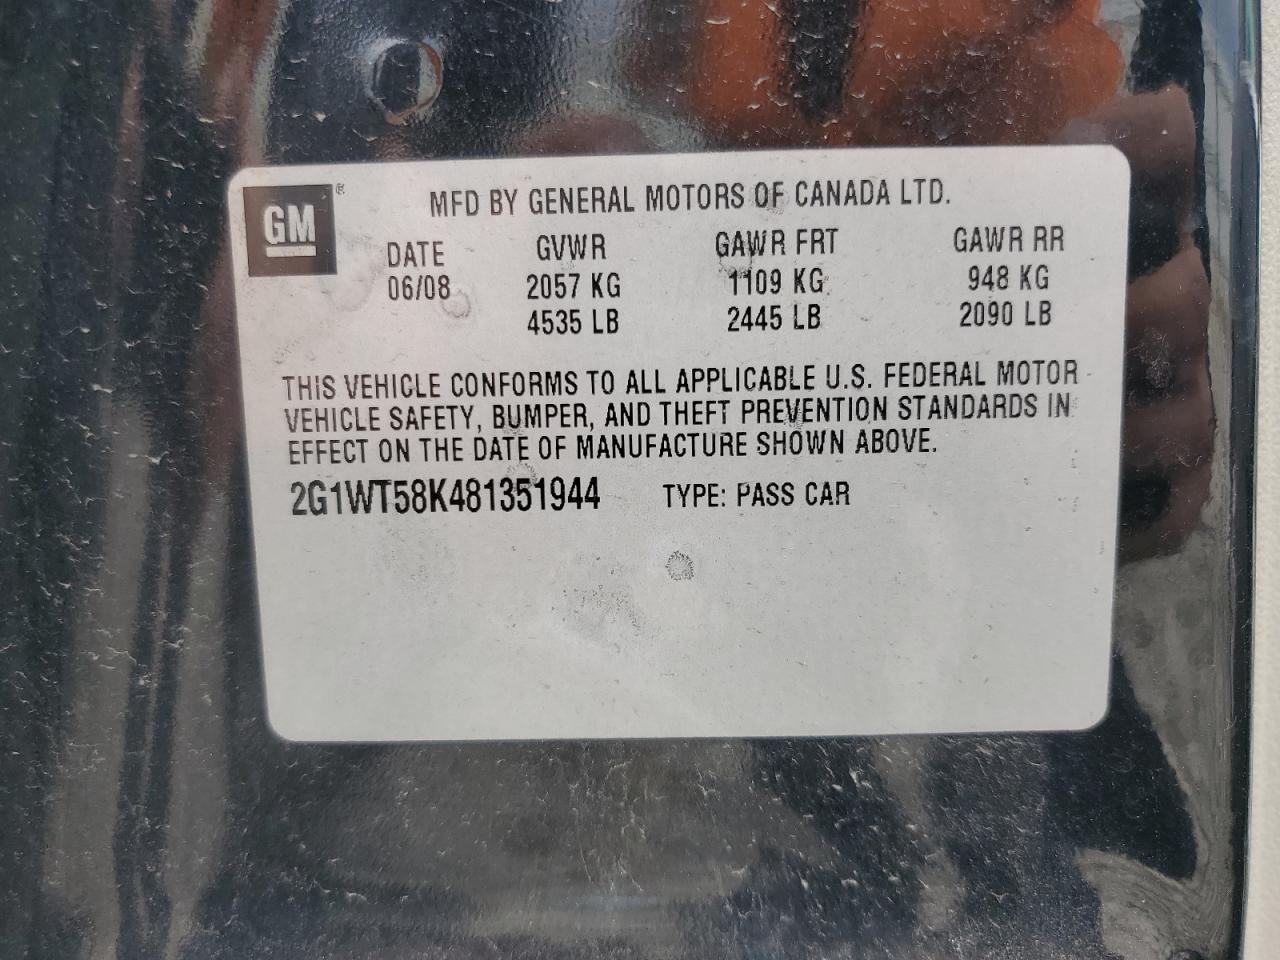 GM®
MFD BY GENERAL MOTORS OF CANADA LTD.
DATE GVWR GAWR FRT GAWR RR
06/08 2057 KG 1109 KG 948 KG
4535 LB 2445 LB 2090 LB
THIS VEHICLE CONFORMS TO ALL APPLICABLE U.S. FEDERAL MOTOR
VEHICLE SAFETY, BUMPER, AND THEFT PREVENTION STANDARDS IN
EFFECT ON THE DATE OF MANUFACTURE SHOWN ABOVE.
2G1WT58K481351944 TYPE: PASS CAR